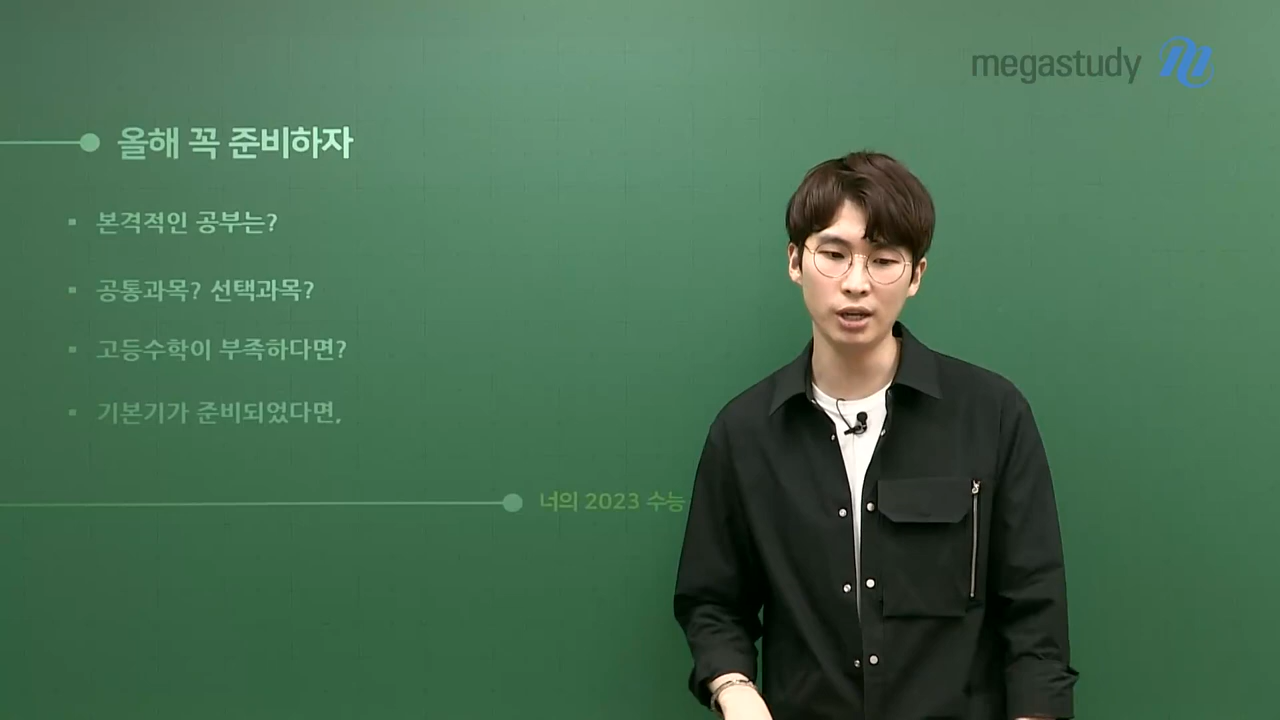 megastudy
올해 꼭 준비하자
본격적인 공부는?
공통과목? 선택과목?
고등수학이 부족하다면?
기본기가 준비되었다면,
너의 2023 수능